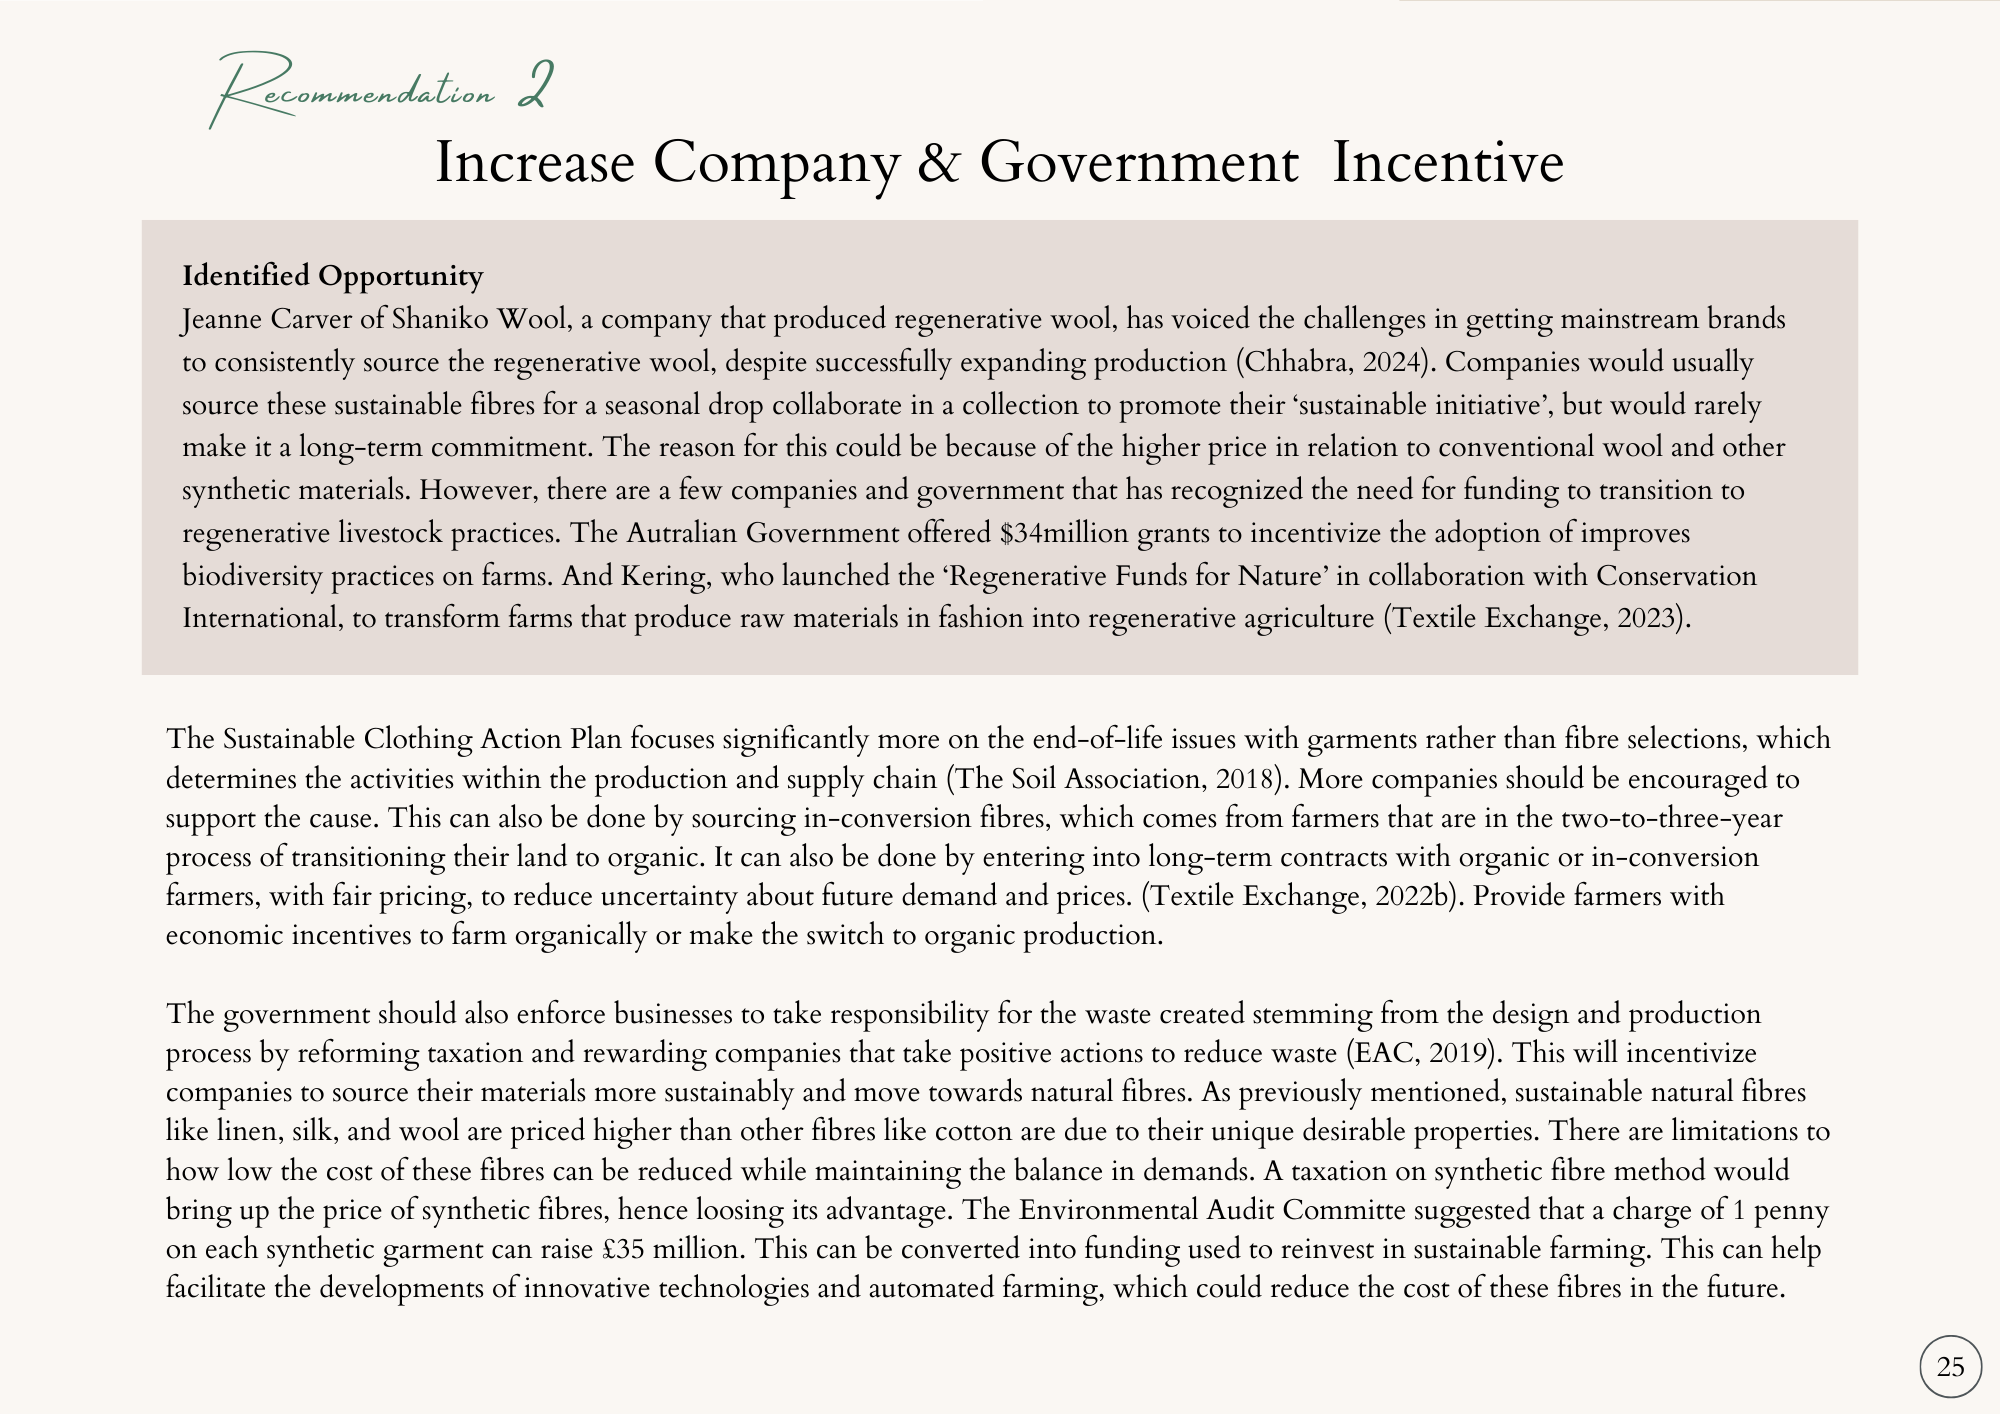 Recommendation 2
Increase Company & Government Incentive
Identified Opportunity
Jeanne Carver of Shaniko Wool, a company that produced regenerative wool, has voiced the challenges in getting mainstream brands
to consistently source the regenerative wool, despite successfully expanding production (Chhabra, 2024). Companies would usually
source these sustainable fibres for a seasonal drop collaborate in a collection to promote their ‘sustainable initiative’, but would rarely
make it a long-term commitment. The reason for this could be because of the higher price in relation to conventional wool and other
synthetic materials. However, there are a few companies and government that has recognized the need for funding to transition to
regenerative livestock practices. The Autralian Government offered $34million grants to incentivize the adoption of improves
biodiversity practices on farms. And Kering, who launched the ‘Regenerative Funds for Nature’ in collaboration with Conservation
International, to transform farms that produce raw materials in fashion into regenerative agriculture (Textile Exchange, 2023).
The Sustainable Clothing Action Plan focuses significantly more on the end-of-life issues with garments rather than fibre selections, which
determines the activities within the production and supply chain (The Soil Association, 2018). More companies should be encouraged to
support the cause. This can also be done by sourcing in-conversion fibres, which comes from farmers that are in the two-to-three-year
process of transitioning their land to organic. It can also be done by entering into long-term contracts with organic or in-conversion
farmers, with fair pricing, to reduce uncertainty about future demand and prices. (Textile Exchange, 2022b). Provide farmers with
economic incentives to farm organically or make the switch to organic production.
The government should also enforce businesses to take responsibility for the waste created stemming from the design and production
process by reforming taxation and rewarding companies that take positive actions to reduce waste (EAC, 2019). This will incentivize
companies to source their materials more sustainably and move towards natural fibres. As previously mentioned, sustainable natural fibres
like linen, silk, and wool are priced higher than other fibres like cotton are due to their unique desirable properties. There are limitations to
how low the cost of these fibres can be reduced while maintaining the balance in demands. A taxation on synthetic fibre method would
bring up the price of synthetic fibres, hence loosing its advantage. The Environmental Audit Committe suggested that a charge of 1 penny
on each synthetic garment can raise £35 million. This can be converted into funding used to reinvest in sustainable farming. This can help
facilitate the developments of innovative technologies and automated farming, which could reduce the cost of these fibres in the future.
25